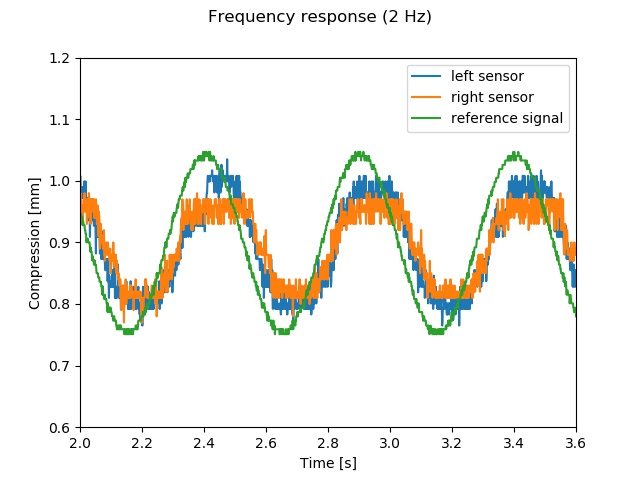 Frequency response (2 Hz)
left sensor
right sensor
reference signal
Compression [mm]
1.2
1.1
1.0
0.9
0.8
0.7
0.6
2.0 2.2 2.4 2.6 2.8 3.0 3.2 3.4 3.6
Time [s]